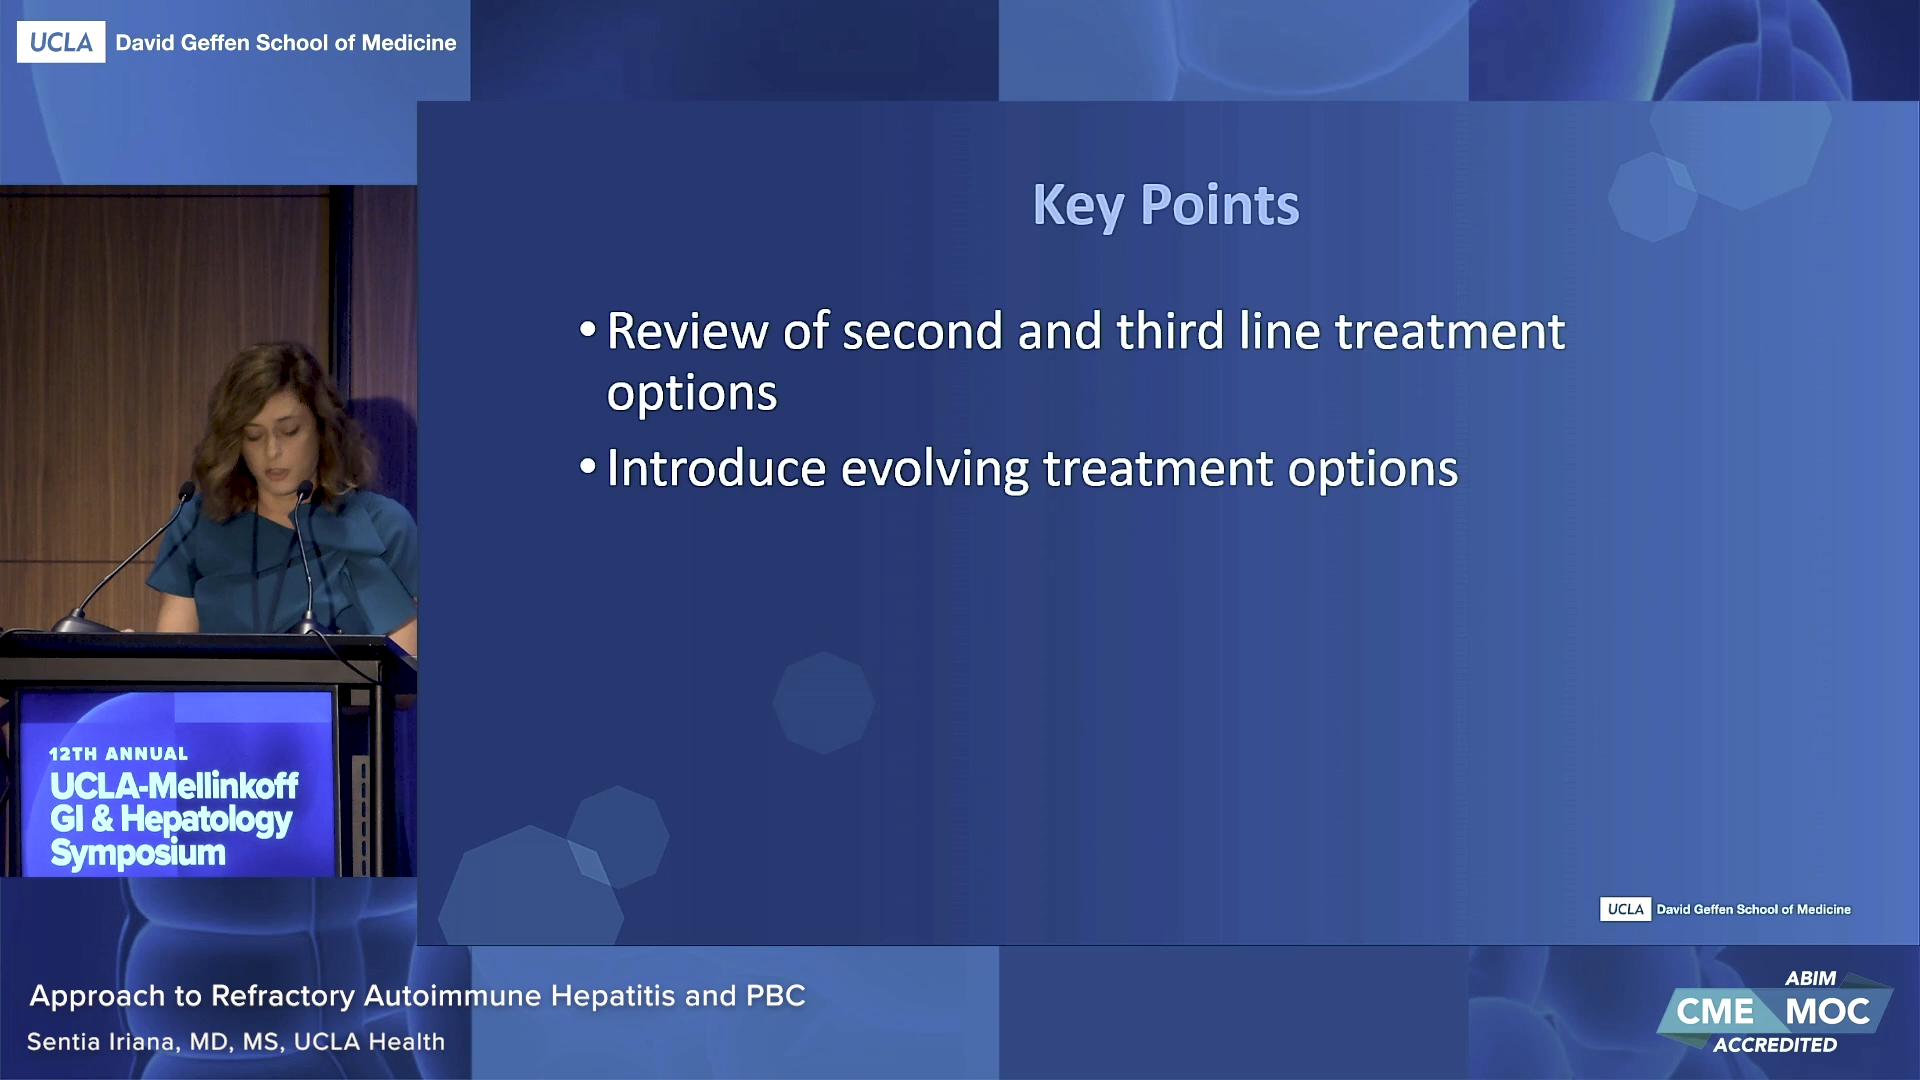 UCLA David Geffen School of Medicine
Key Points
• Review of second and third line treatment
options
• Introduce evolving treatment options
12TH ANNUAL
UCLA-Mellinkoff
GI & Hepatology
Symposium
UCLA David Geffen School of Medicine
Approach to Refractory Autoimmune Hepatitis and PBC
Sentia Iriana, MD, MS, UCLA Health
ABIM
CME MOC
ACCREDITED